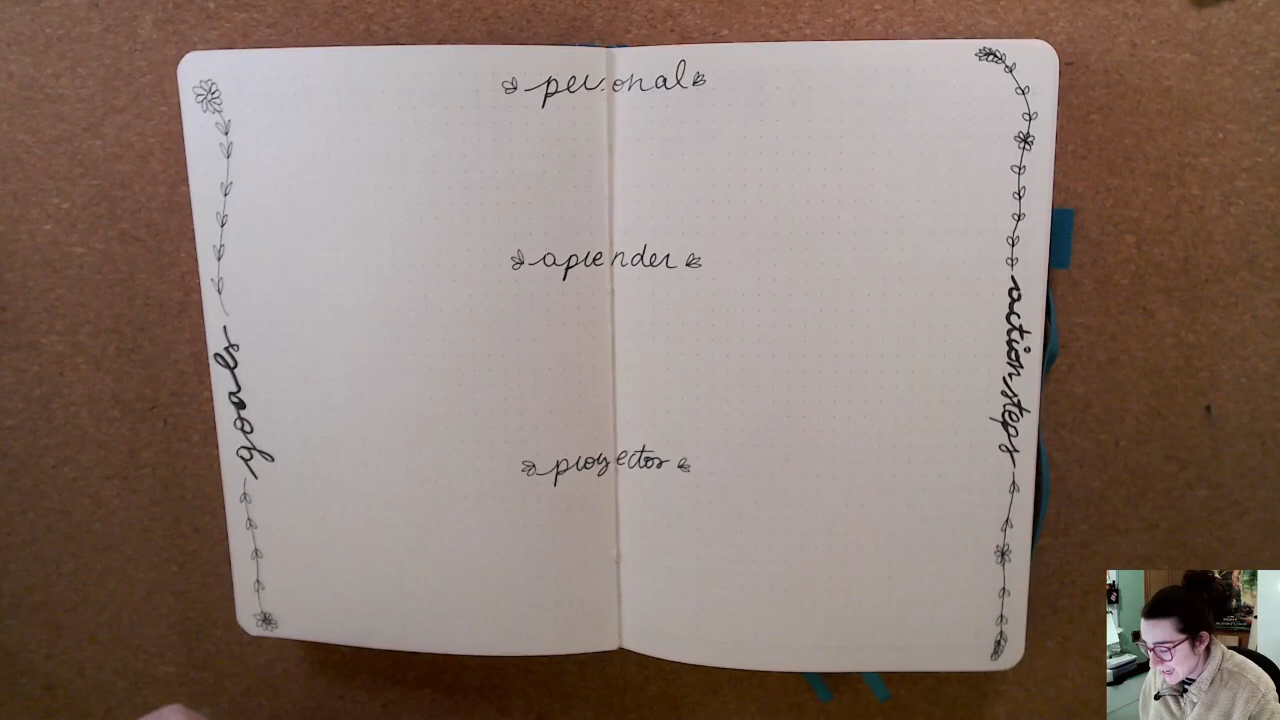 personal
aprender
proyectos
goals
action steps